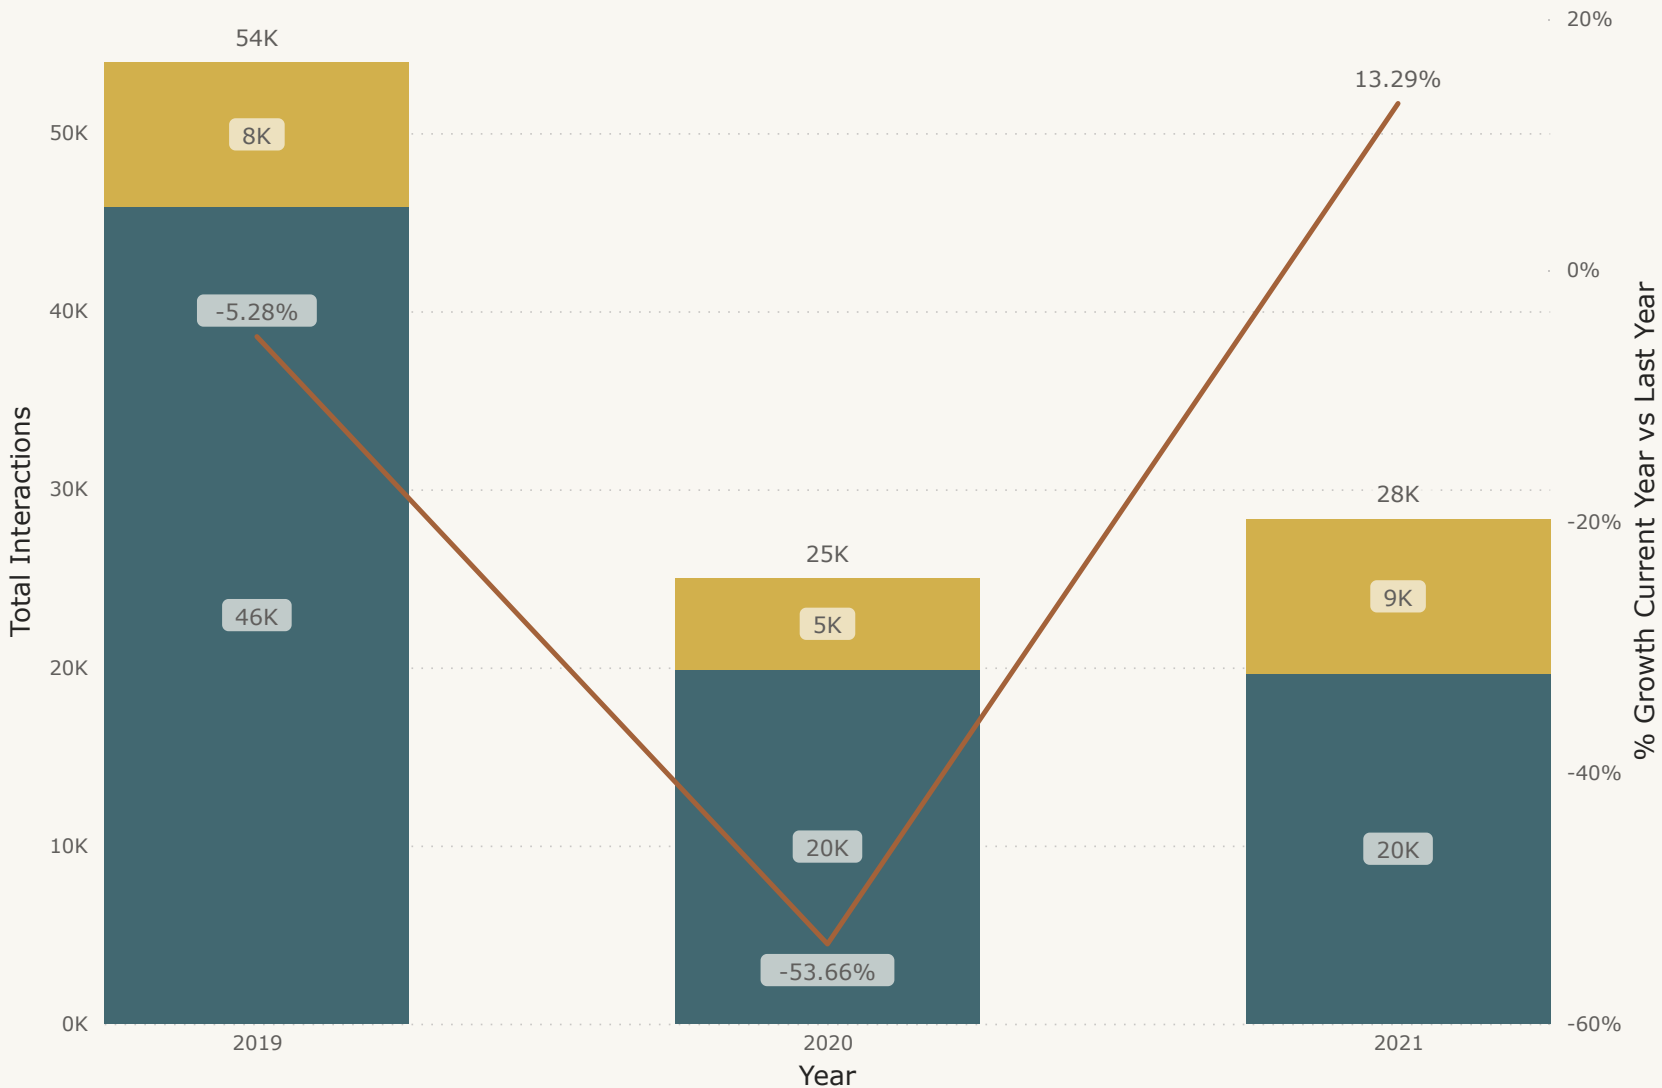 20%
54K
13.29%
50K
8K
0%
-5.28%
40K
30K
28K
-20%
25K
9K
5K
46K
Total Interactions
% Growth Current Year vs Last Year
20K
-40%
10K
20K
20K
-53.66%
0K
-60%
2019
2020
2021
Year